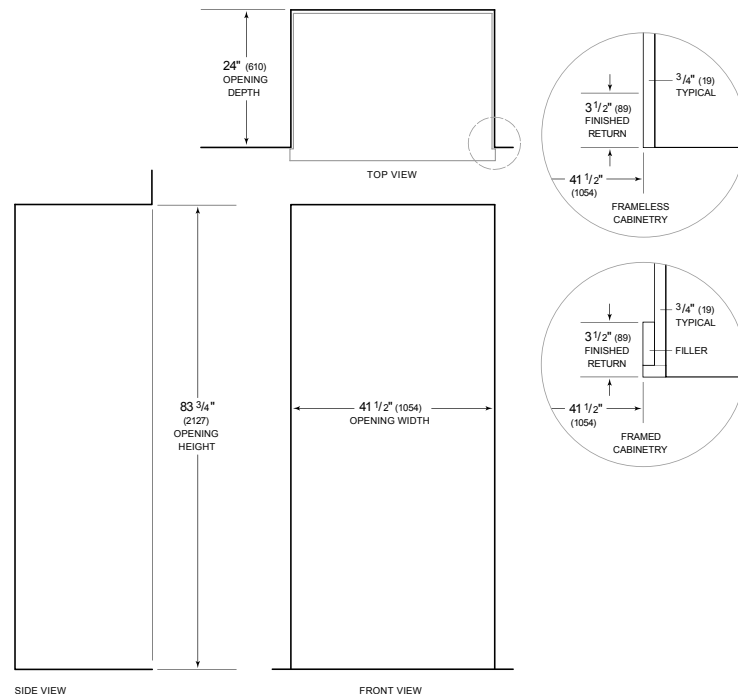 24" (610)
OPENING
DEPTH
TOP VIEW
3/4" (19)
TYPICAL
3 1/2" (89)
FINISHED
RETURN
41 1/2"
(1054)
FRAMELESS
CABINETRY
3/4" (19)
TYPICAL
3 1/2" (89)
FINISHED
RETURN
FILLER
41 1/2"
(1054)
FRAMED
CABINETRY
83 3/4"
(2127)
OPENING
HEIGHT
41 1/2" (1054)
OPENING WIDTH
SIDE VIEW
FRONT VIEW